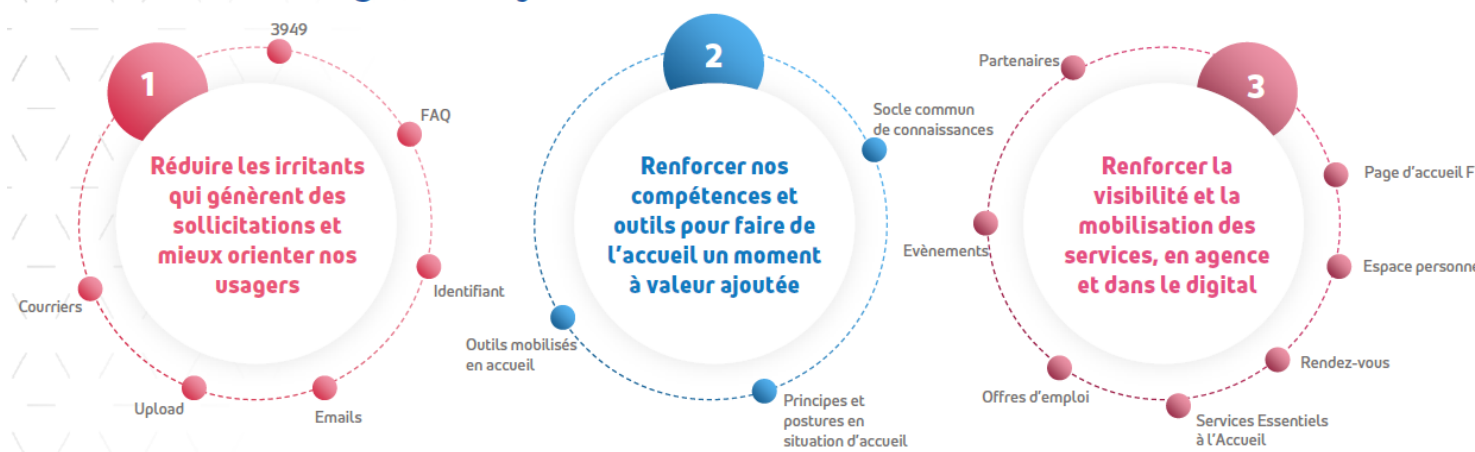 1
3949
FAQ
Identifiant
Emails
Upload
Courriers
Réduire les irritants
qui génèrent des
sollicitations et
mieux orienter nos
usagers
2
Socle commun
de connaissances
Principes et
postures en
situation d'accueil
Outils mobilisés
en accueil
Renforcer nos
compétences et
outils pour faire de
l'accueil un moment
à valeur ajoutée
3
Partenaires
Page d'accueil F
Espace personne
Rendez-vous
Services Essentiels
à l'Accueil
Offres d'emploi
Evènements
Renforcer la
visibilité et la
mobilisation des
services, en agence
et dans le digital